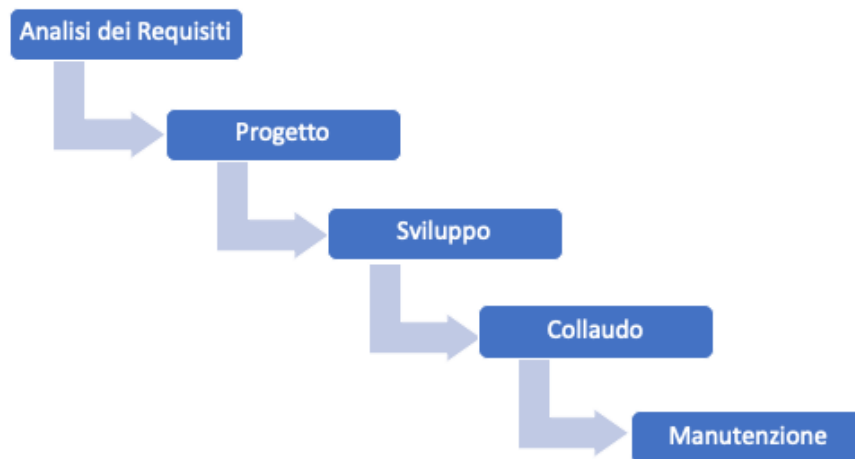 Analisi dei Requisiti
Progetto
Sviluppo
Collaudo
Manutenzione